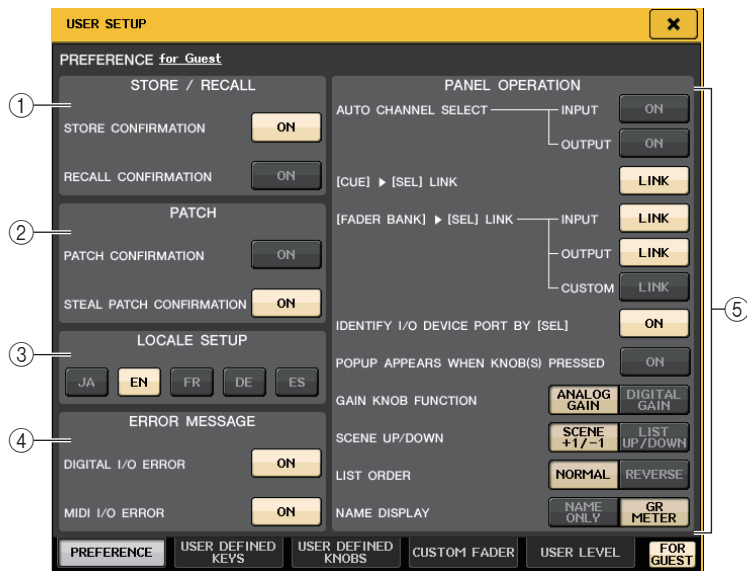 USER SETUP
PREFERENCE for Guest
STORE / RECALL
① STORE CONFIRMATION ON
RECALL CONFIRMATION ON
PATCH
② PATCH CONFIRMATION ON
STEAL PATCH CONFIRMATION ON
LOCALE SETUP
③ JA EN FR DE ES
ERROR MESSAGE
④ DIGITAL I/O ERROR ON
MIDI I/O ERROR ON
PANEL OPERATION
⑤
AUTO CHANNEL SELECT INPUT ON
OUTPUT ON
[CUE] ▶ [SEL] LINK LINK
[FADER BANK] ▶ [SEL] LINK INPUT LINK
OUTPUT LINK
CUSTOM LINK
IDENTIFY I/O DEVICE PORT BY [SEL] ON
POPUP APPEARS WHEN KNOB(S) PRESSED ON
GAIN KNOB FUNCTION ANALOG GAIN DIGITAL GAIN
SCENE UP/DOWN SCENE +1/-1 LIST UP/DOWN
LIST ORDER NORMAL REVERSE
NAME DISPLAY NAME ONLY GR METER
PREFERENCE USER DEFINED KEYS USER DEFINED KNOBS CUSTOM FADER USER LEVEL FOR GUEST